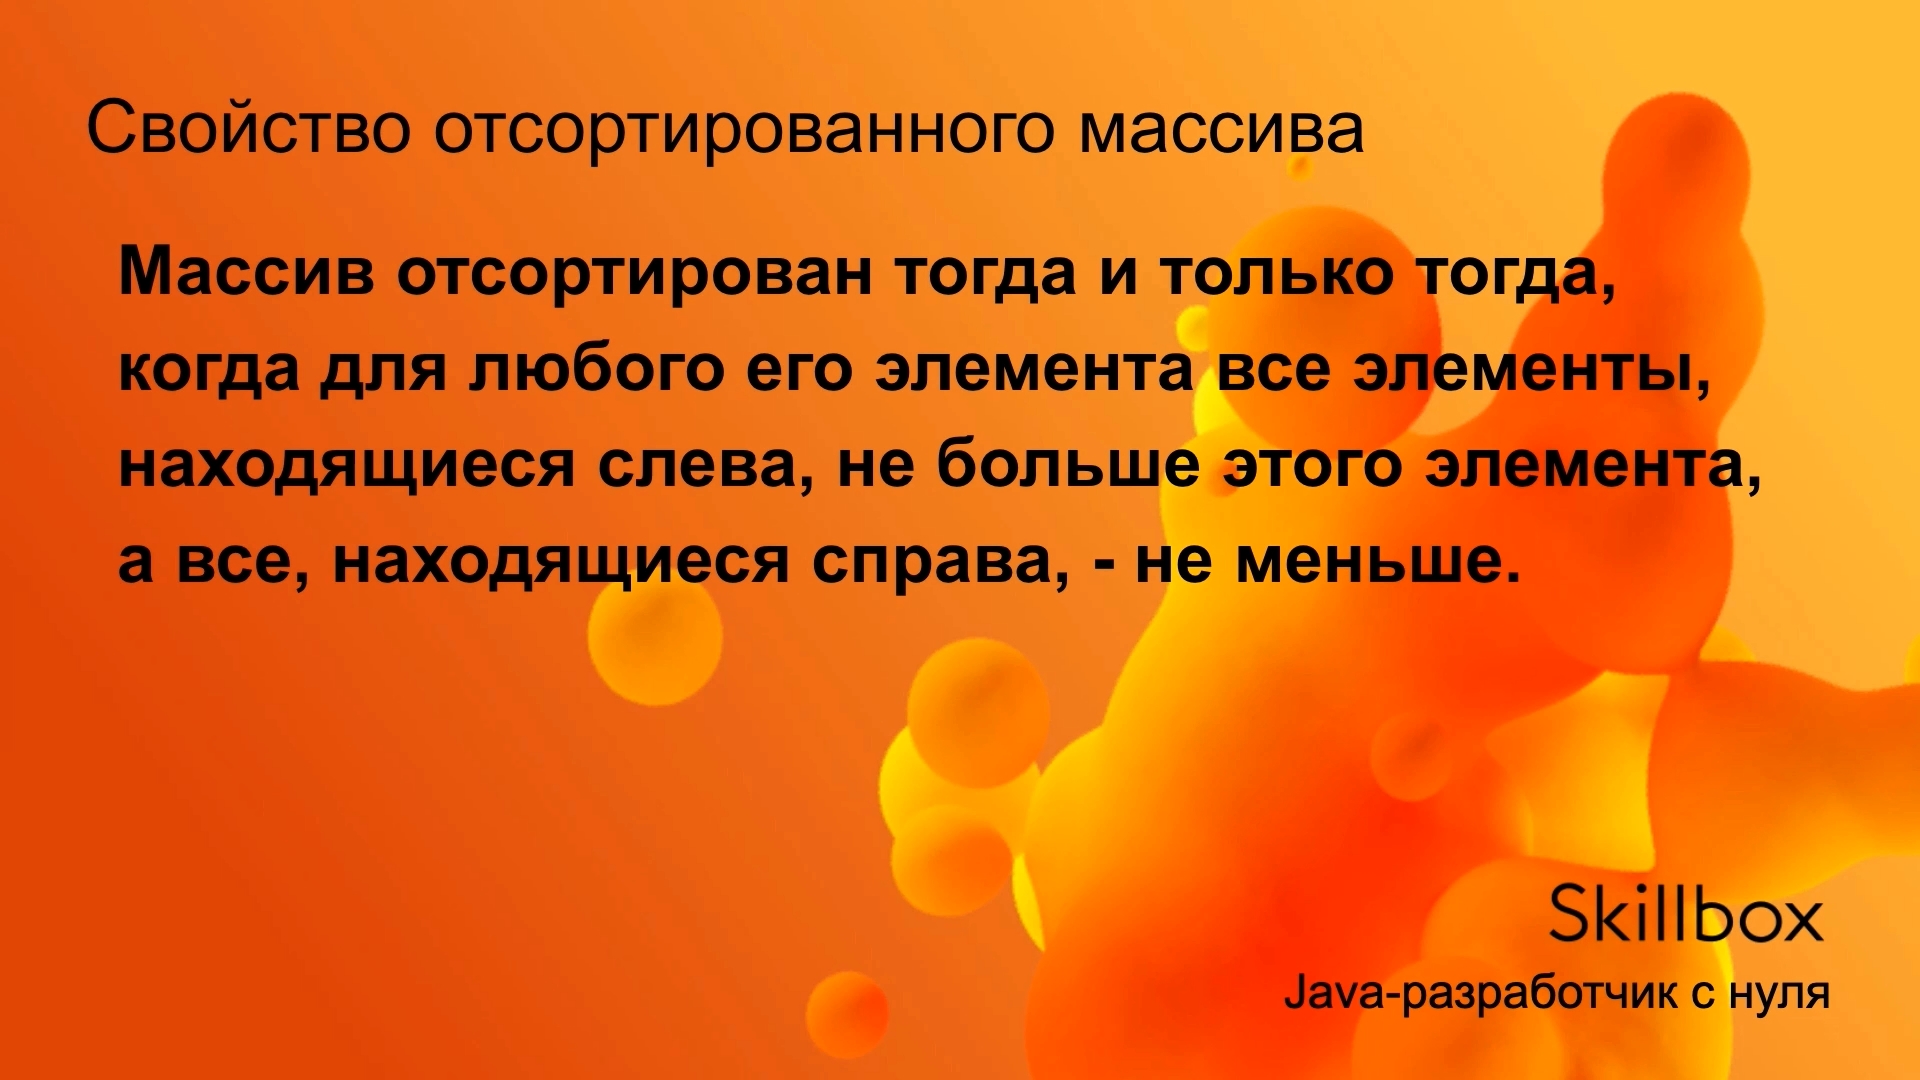 Свойство отсортированного массива
Массив отсортирован тогда и только тогда,
когда для любого его элемента все элементы,
находящиеся слева, не больше этого элемента,
а все, находящиеся справа, - не меньше.
Skillbox
Java-разработчик с нуля